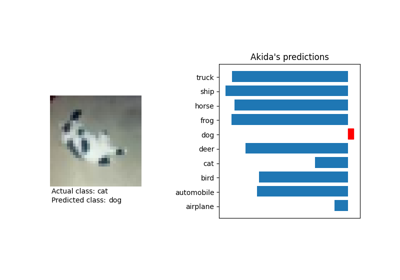 Akida's predictions
truck
ship
horse
frog
dog
deer
cat
bird
automobile
airplane
Actual class: cat
Predicted class: dog